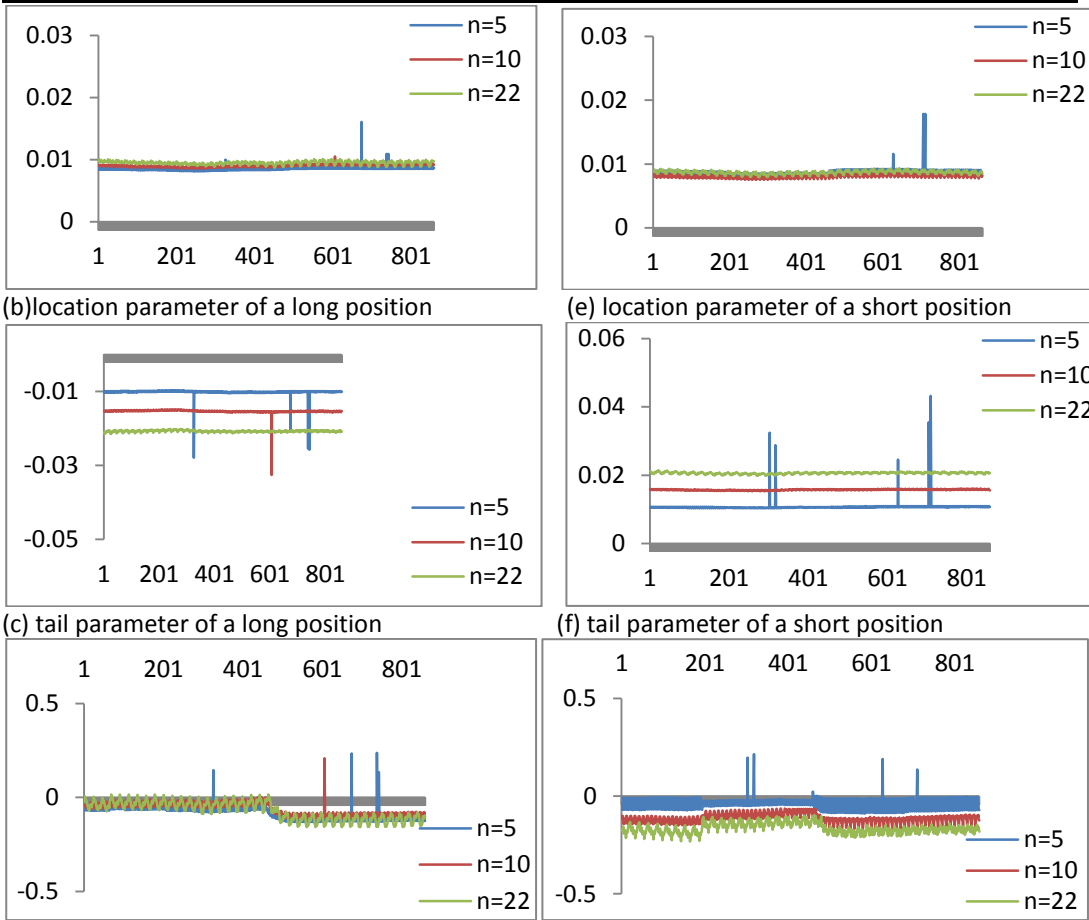 0.03
0.02
0.01
0
1 201 401 601 801
n=5
n=10
n=22
0.03
0.02
0.01
0
1 201 401 601 801
n=5
n=10
n=22
(b)location parameter of a long position
(e) location parameter of a short position
-0.01
-0.03
-0.05
1 201 401 601 801
n=5
n=10
n=22
0.06
0.04
0.02
0
1 201 401 601 801
n=5
n=10
n=22
(c) tail parameter of a long position
(f) tail parameter of a short position
1 201 401 601 801
0.5
0
-0.5
n=5
n=10
n=22
1 201 401 601 801
0.5
0
-0.5
n=5
n=10
n=22